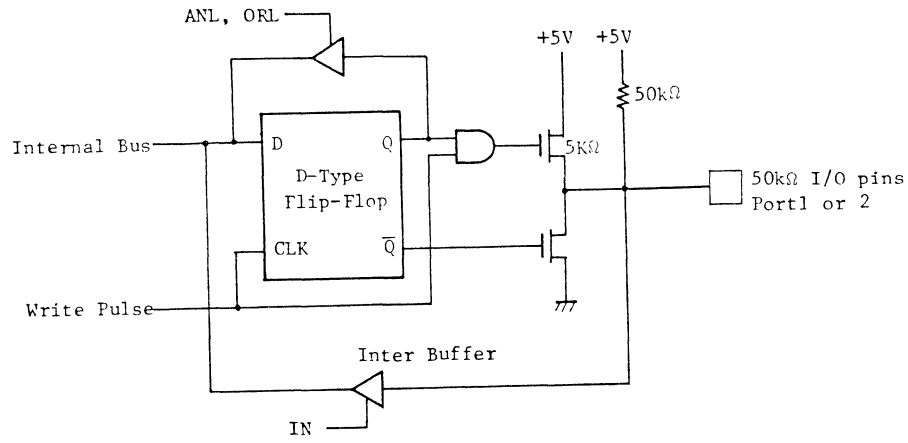 ANL, ORL
+5V
+5V
50kΩ
Internal Bus
D
Q
5KΩ
D-Type
Flip-Flop
50kΩ I/O pins
Port1 or 2
CLK
Q̅
Write Pulse
Inter Buffer
IN